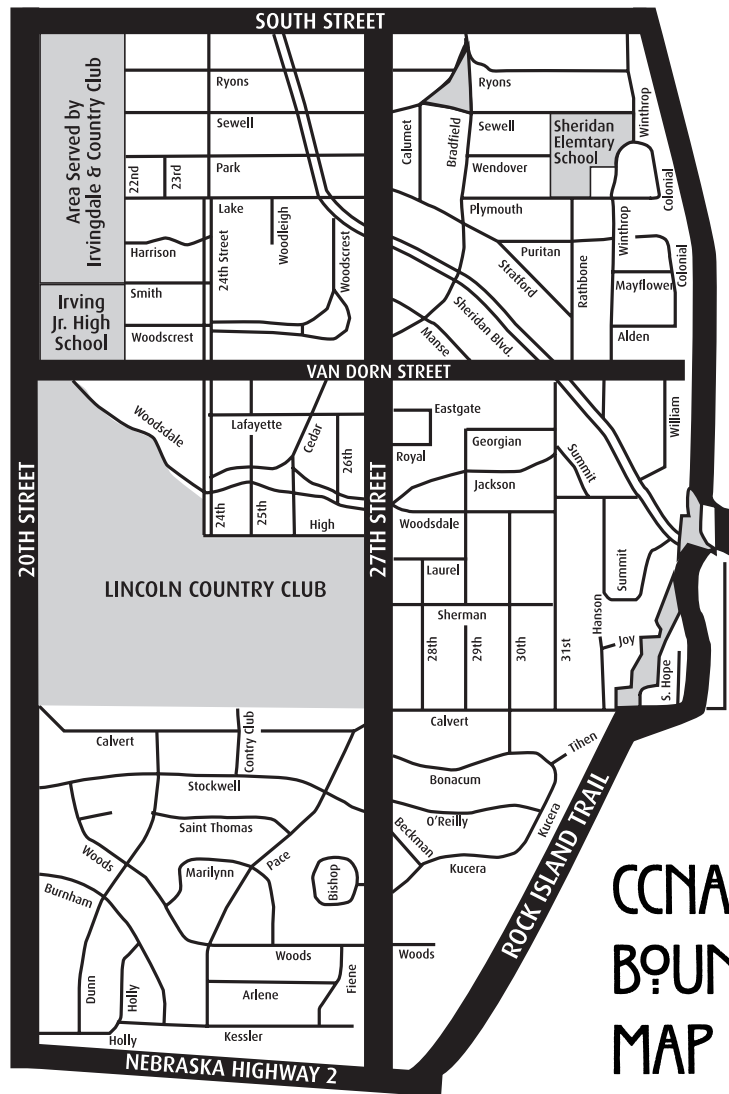 SOUTH STREET
Area Served by
Irvingdale & Country Club
Ryons
Sewell
22nd
23rd
Park
Lake
24th Street
Woodleigh
Woodscrest
Harrison
Irving
Jr. High
School
Smith
Woodscrest
Ryons
Calumet
Bradfield
Sewell
Wendover
Sheridan
Elemtary
School
Winthrop
Colonial
Plymouth
Puritan
Stratford
Rathbone
Winthrop
Colonial
Mayflower
Sheridan Blvd.
Manse
Alden
VAN DORN STREET
20TH STREET
27TH STREET
Woodsdale
Lafayette
Cedar
26th
24th
25th
High
Eastgate
Royal
Georgian
Jackson
Summit
William
Woodsdale
LINCOLN COUNTRY CLUB
Laurel
Sherman
28th
29th
30th
31st
Hanson
Summit
Joy
S. Hope
Calvert
Contry Club
Calvert
Tihen
Stockwell
Bonacum
Saint Thomas
O'Reilly
Beckman
Kucera
Kucera
ROCK ISLAND TRAIL
Woods
Marilynn
Pace
Bishop
Burnham
Woods
Woods
Dunn
Holly
Arlene
Fiene
Holly
Kessler
NEBRASKA HIGHWAY 2
CCNA
BOUN
MAP